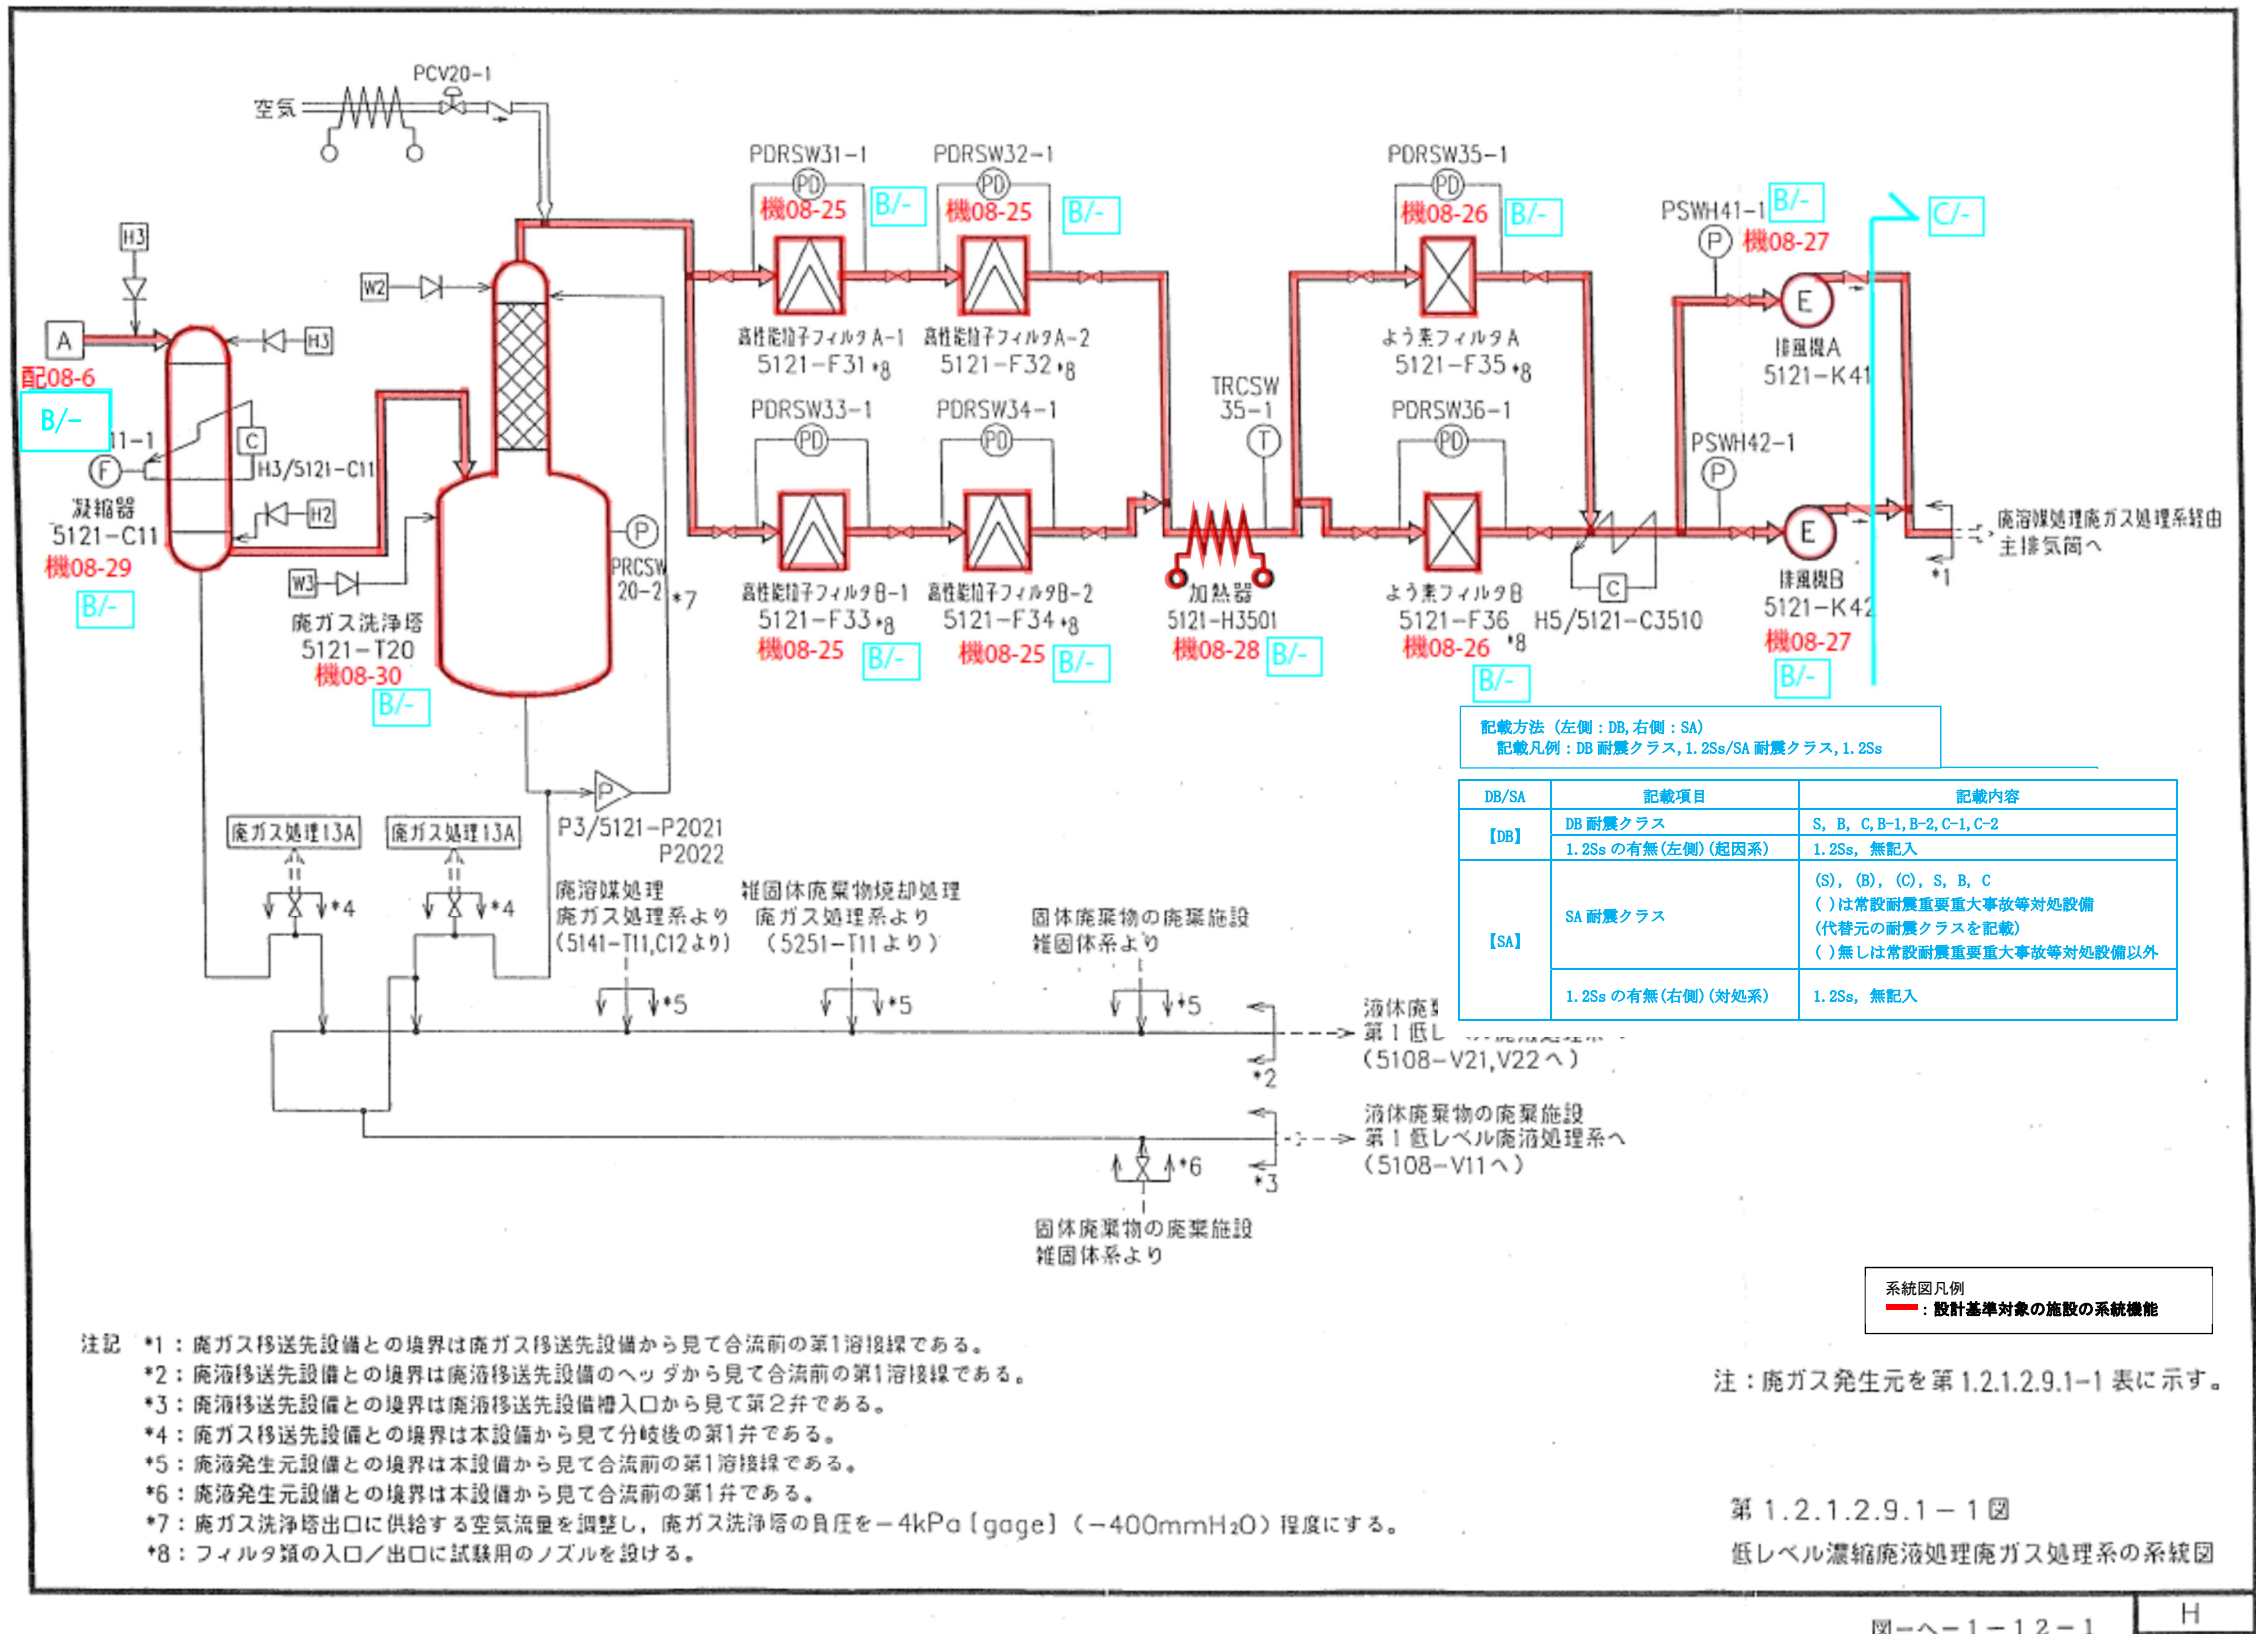 PCV20-1
空気
PDRSW31-1
PD
機08-25
B/-
PDRSW32-1
PD
機08-25
B/-
PDRSW35-1
PD
機08-26
B/-
PSWH41-1
B/-
P
機08-27
C/-
H3
W2
A
H3
配08-6
B/-
11-1
F
C
H3/5121-C11
H2
凝縮器
5121-C11
機08-29
B/-
W3
廃ガス洗浄塔
5121-T20
機08-30
B/-
P
PRCSW
20-2
*7
高性能粒子フィルタA-1
5121-F31 *8
高性能粒子フィルタA-2
5121-F32 *8
PDRSW33-1
PD
PDRSW34-1
PD
高性能粒子フィルタB-1
5121-F33 *8
機08-25
B/-
高性能粒子フィルタB-2
5121-F34 *8
機08-25
B/-
TRCSW
35-1
T
加熱器
5121-H3501
機08-28
B/-
よう素フィルタA
5121-F35 *8
PDRSW36-1
PD
よう素フィルタB
5121-F36
*8
機08-26
B/-
C
H5/5121-C3510
E
排風機A
5121-K41
PSWH42-1
P
E
排風機B
5121-K42
機08-27
B/-
廃溶媒処理廃ガス処理系経由
主排気筒へ
*1
記載方法（左側：DB,右側：SA）
記載凡例：DB 耐震クラス,1.2Ss/SA 耐震クラス,1.2Ss
DB/SA 記載項目 記載内容
【DB】 DB 耐震クラス S, B, C,B-1,B-2,C-1,C-2
1.2Ss の有無(左側)(起因系) 1.2Ss, 無記入
【SA】 SA 耐震クラス (S), (B), (C), S, B, C
( )は常設耐震重要重大事故等対処設備
(代替元の耐震クラスを記載)
( )無しは常設耐震重要重大事故等対処設備以外
1.2Ss の有無(右側)(対処系) 1.2Ss, 無記入
P
P3/5121-P2021
P2022
廃ガス処理13A
廃ガス処理13A
*4
*4
廃溶媒処理
廃ガス処理系より
(5141-T11,C12より)
*5
雑固体廃棄物焼却処理
廃ガス処理系より
(5251-T11より)
*5
固体廃棄物の廃棄施設
雑固体系より
*5
液体廃
第1低レ
(5108-V21,V22へ)
*2
液体廃棄物の廃棄施設
第1低レベル廃液処理系へ
(5108-V11へ)
*3
*6
固体廃棄物の廃棄施設
雑固体系より
系統図凡例
：設計基準対象の施設の系統機能
注記 *1：廃ガス移送先設備との境界は廃ガス移送先設備から見て合流前の第1溶接線である。
*2：廃液移送先設備との境界は廃液移送先設備のヘッダから見て合流前の第1溶接線である。
*3：廃液移送先設備との境界は廃液移送先設備槽入口から見て第2弁である。
*4：廃ガス移送先設備との境界は本設備から見て分岐後の第1弁である。
*5：廃液発生元設備との境界は本設備から見て合流前の第1溶接線である。
*6：廃液発生元設備との境界は本設備から見て合流前の第1弁である。
*7：廃ガス洗浄塔出口に供給する空気流量を調整し，廃ガス洗浄塔の負圧を－4kPa［gage］（－400mmH₂O）程度にする。
*8：フィルタ類の入口／出口に試験用のノズルを設ける。
注：廃ガス発生元を第1.2.1.2.9.1-1表に示す。
第1.2.1.2.9.1－1図
低レベル濃縮廃液処理廃ガス処理系の系統図
H
図－ヘ－1－12－1